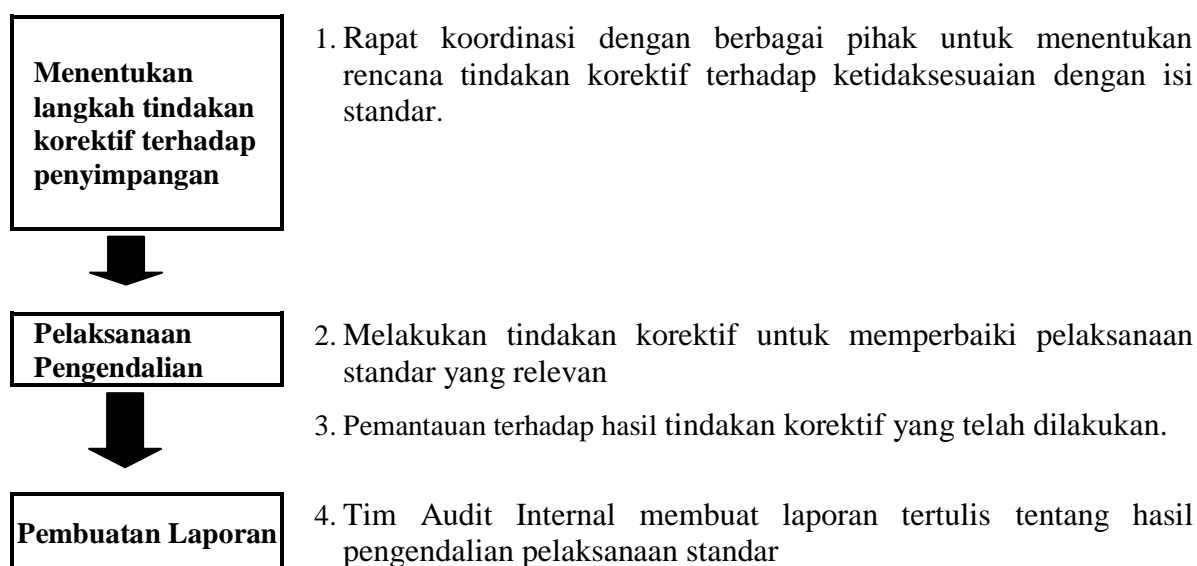 Menentukan
langkah tindakan
korektif terhadap
penyimpangan
1. Rapat koordinasi dengan berbagai pihak untuk menentukan
rencana tindakan korektif terhadap ketidaksesuaian dengan isi
standar.
Pelaksanaan
Pengendalian
2. Melakukan tindakan korektif untuk memperbaiki pelaksanaan
standar yang relevan
3. Pemantauan terhadap hasil tindakan korektif yang telah dilakukan.
Pembuatan Laporan
4. Tim Audit Internal membuat laporan tertulis tentang hasil
pengendalian pelaksanaan standar